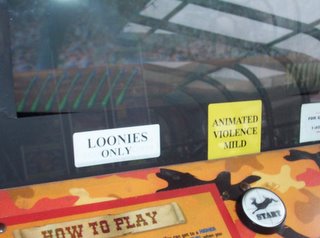 LOONIES
ONLY
ANIMATED
VIOLENCE
MILD
HOW TO PLAY
START